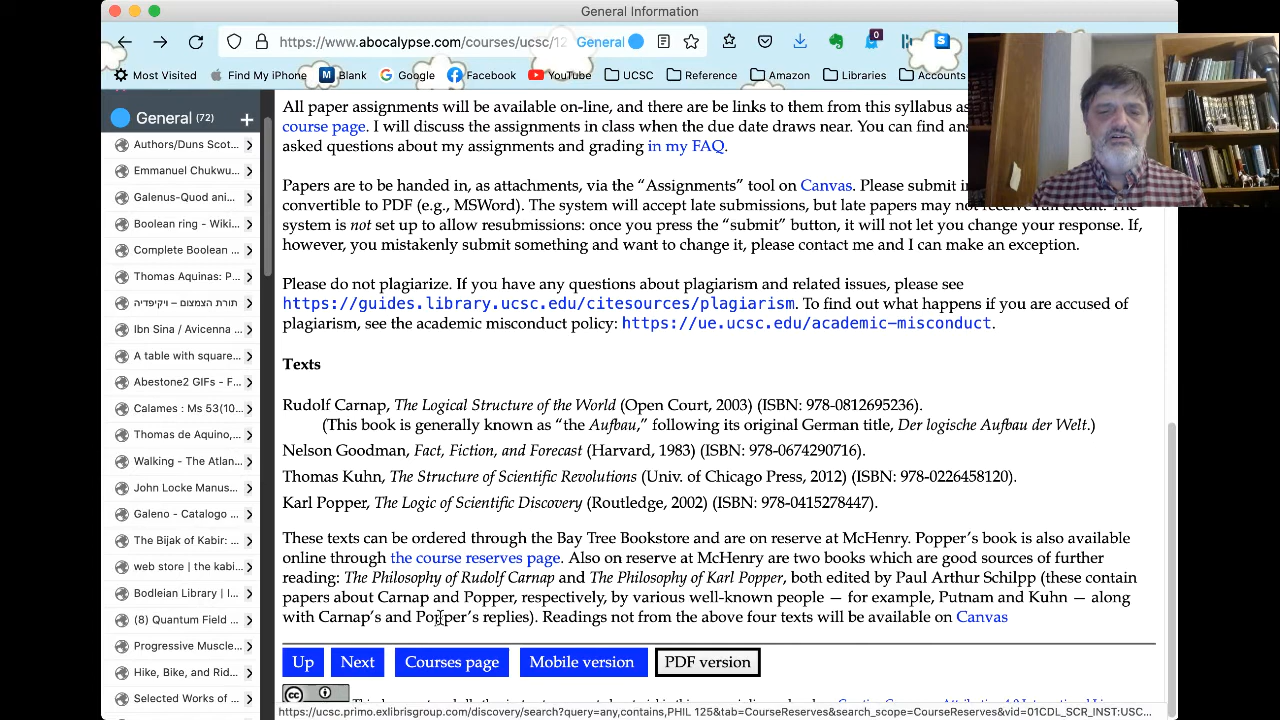 General Information
https://www.abocalypse.com/courses/ucsc/12 General
0
Most Visited Find My iPhone M Blank Google Facebook YouTube UCSC Reference Amazon Libraries Accounts
General (72) +
Authors/Duns Scot...
Emmanuel Chukwu...
Galenus-Quod ani...
Boolean ring - Wiki...
Complete Boolean
Thomas Aquinas: P...
תורת הצמצום – ויקיפדיה
Ibn Sina / Avicenna
A table with square...
Abestone2 GIFs - F...
Calames : Ms 53(10...
Thomas de Aquino,...
Walking - The Atlan...
John Locke Manus...
Galeno - Catalogo
The Bijak of Kabir: ...
web store | the kabi...
Bodleian Library | I...
(8) Quantum Field ...
Progressive Muscle...
Hike, Bike, and Rid...
Selected Works of ...
All paper assignments will be available on-line, and there are be links to them from this syllabus as
course page. I will discuss the assignments in class when the due date draws near. You can find ans
asked questions about my assignments and grading in my FAQ.
Papers are to be handed in, as attachments, via the “Assignments” tool on Canvas. Please submit in
convertible to PDF (e.g., MSWord). The system will accept late submissions, but late papers may not receive full credit. The
system is not set up to allow resubmissions: once you press the “submit” button, it will not let you change your response. If,
however, you mistakenly submit something and want to change it, please contact me and I can make an exception.
Please do not plagiarize. If you have any questions about plagiarism and related issues, please see
https://guides.library.ucsc.edu/citesources/plagiarism. To find out what happens if you are accused of
plagiarism, see the academic misconduct policy: https://ue.ucsc.edu/academic-misconduct.
Texts
Rudolf Carnap, The Logical Structure of the World (Open Court, 2003) (ISBN: 978-0812695236).
(This book is generally known as “the Aufbau,” following its original German title, Der logische Aufbau der Welt.)
Nelson Goodman, Fact, Fiction, and Forecast (Harvard, 1983) (ISBN: 978-0674290716).
Thomas Kuhn, The Structure of Scientific Revolutions (Univ. of Chicago Press, 2012) (ISBN: 978-0226458120).
Karl Popper, The Logic of Scientific Discovery (Routledge, 2002) (ISBN: 978-0415278447).
These texts can be ordered through the Bay Tree Bookstore and are on reserve at McHenry. Popper’s book is also available
online through the course reserves page. Also on reserve at McHenry are two books which are good sources of further
reading: The Philosophy of Rudolf Carnap and The Philosophy of Karl Popper, both edited by Paul Arthur Schilpp (these contain
papers about Carnap and Popper, respectively, by various well-known people — for example, Putnam and Kuhn — along
with Carnap’s and Popper’s replies). Readings not from the above four texts will be available on Canvas
Up Next Courses page Mobile version PDF version
cc
https://ucsc.primo.exlibrisgroup.com/discovery/search?query=any,contains,PHIL 125&tab=CourseReserves&search_scope=CourseReserves&vid=01CDL_SCR_INST:USC...